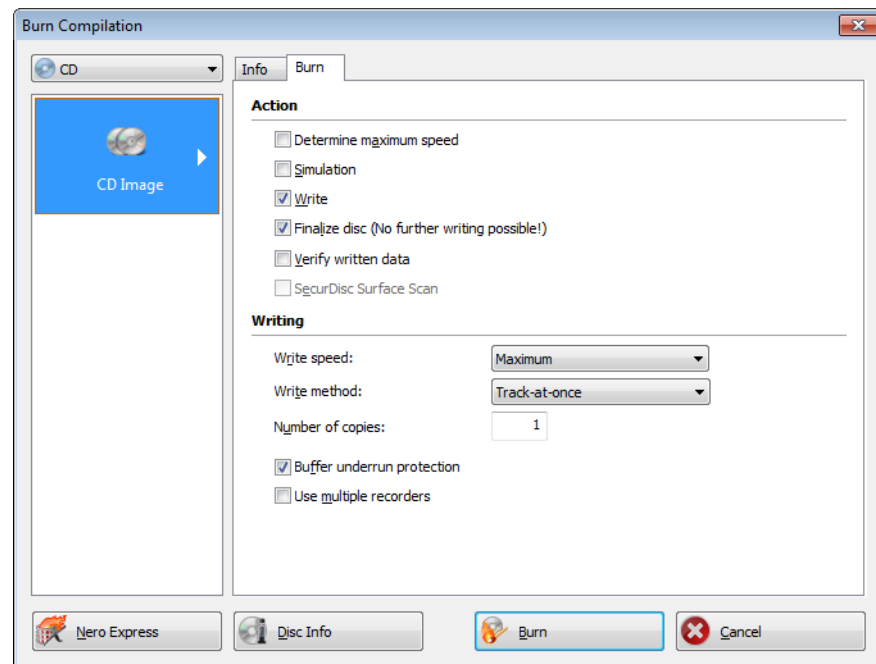 Burn Compilation
CD
Info
Burn
CD Image
Action
Determine maximum speed
Simulation
Write
Finalize disc (No further writing possible!)
Verify written data
SecurDisc Surface Scan
Writing
Write speed:
Maximum
Write method:
Track-at-once
Number of copies:
1
Buffer underrun protection
Use multiple recorders
Nero Express
Disc Info
Burn
Cancel